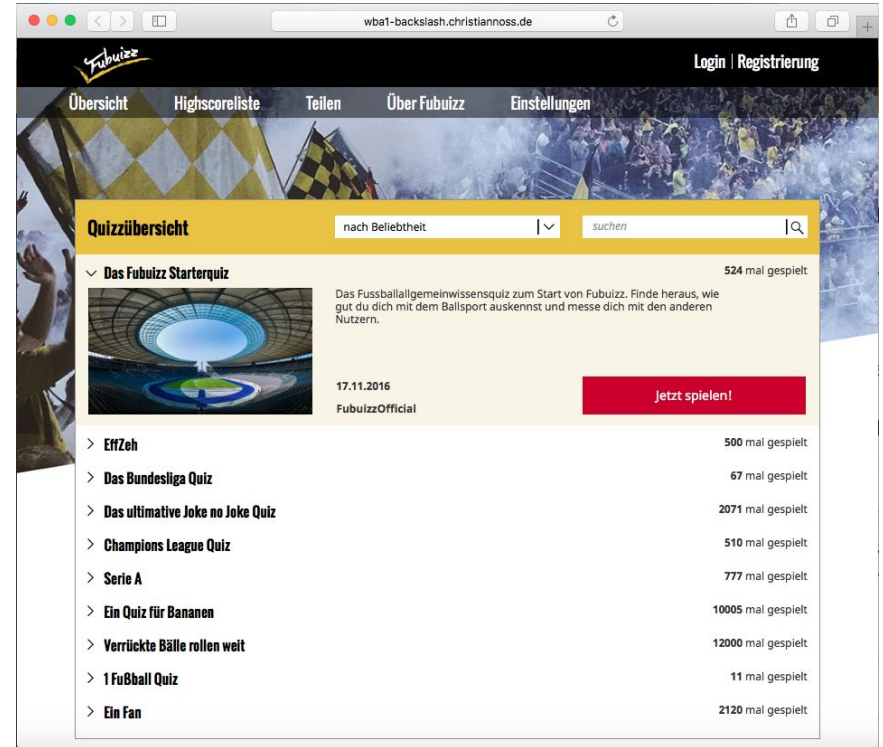 wba1-backslash.christiannoss.de
Fubuizz
Login | Registrierung
Übersicht Highscoreliste Teilen Über Fubuizz Einstellungen
Quizzübersicht nach Beliebtheit suchen
Das Fubuizz Starterquiz 524 mal gespielt
Das Fussballallgemeinwissensquiz zum Start von Fubuizz. Finde heraus, wie
gut du dich mit dem Ballsport auskennst und messe dich mit den anderen
Nutzern.
17.11.2016
FubuizzOfficial
Jetzt spielen!
EffZeh 500 mal gespielt
Das Bundesliga Quiz 67 mal gespielt
Das ultimative Joke no Joke Quiz 2071 mal gespielt
Champions League Quiz 510 mal gespielt
Serie A 777 mal gespielt
Ein Quiz für Bananen 10005 mal gespielt
Verrückte Bälle rollen weit 12000 mal gespielt
1 Fußball Quiz 11 mal gespielt
Ein Fan 2120 mal gespielt